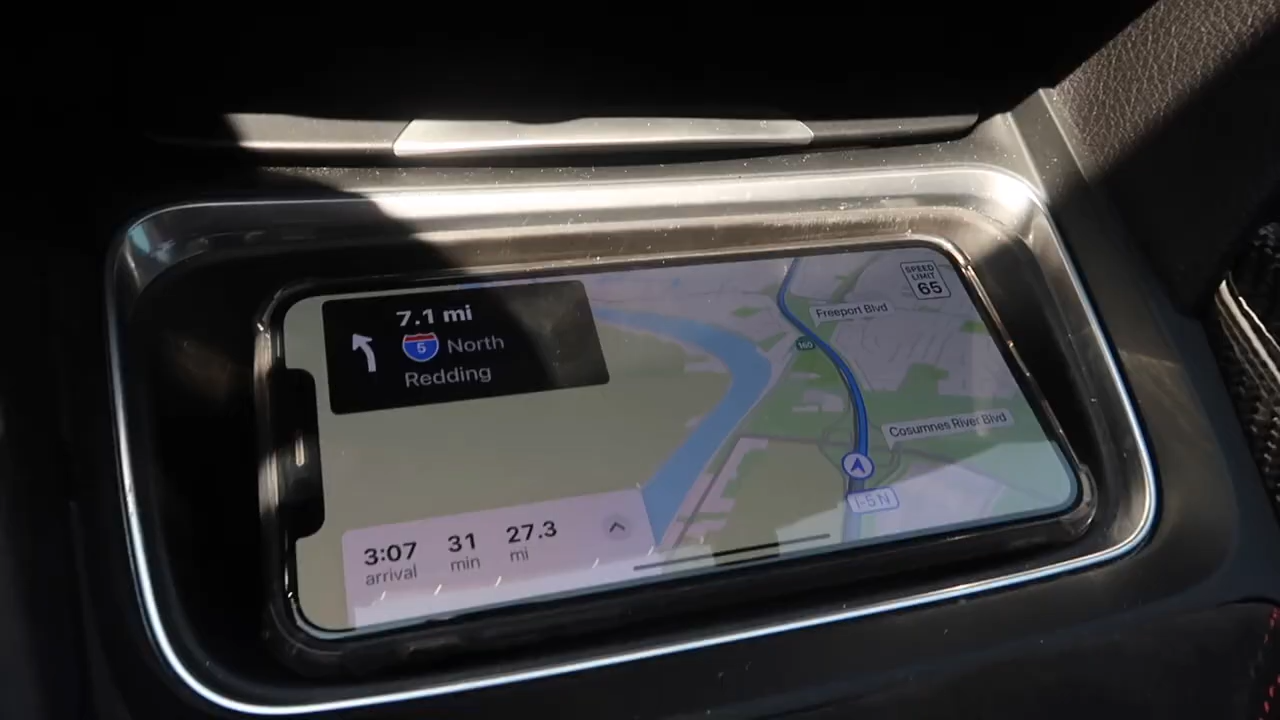 7.1 mi
5 North
Redding
SPEED
LIMIT
65
Freeport Blvd
160
Cosumnes River Blvd
I-5 N
3:07 31 27.3
arrival min mi